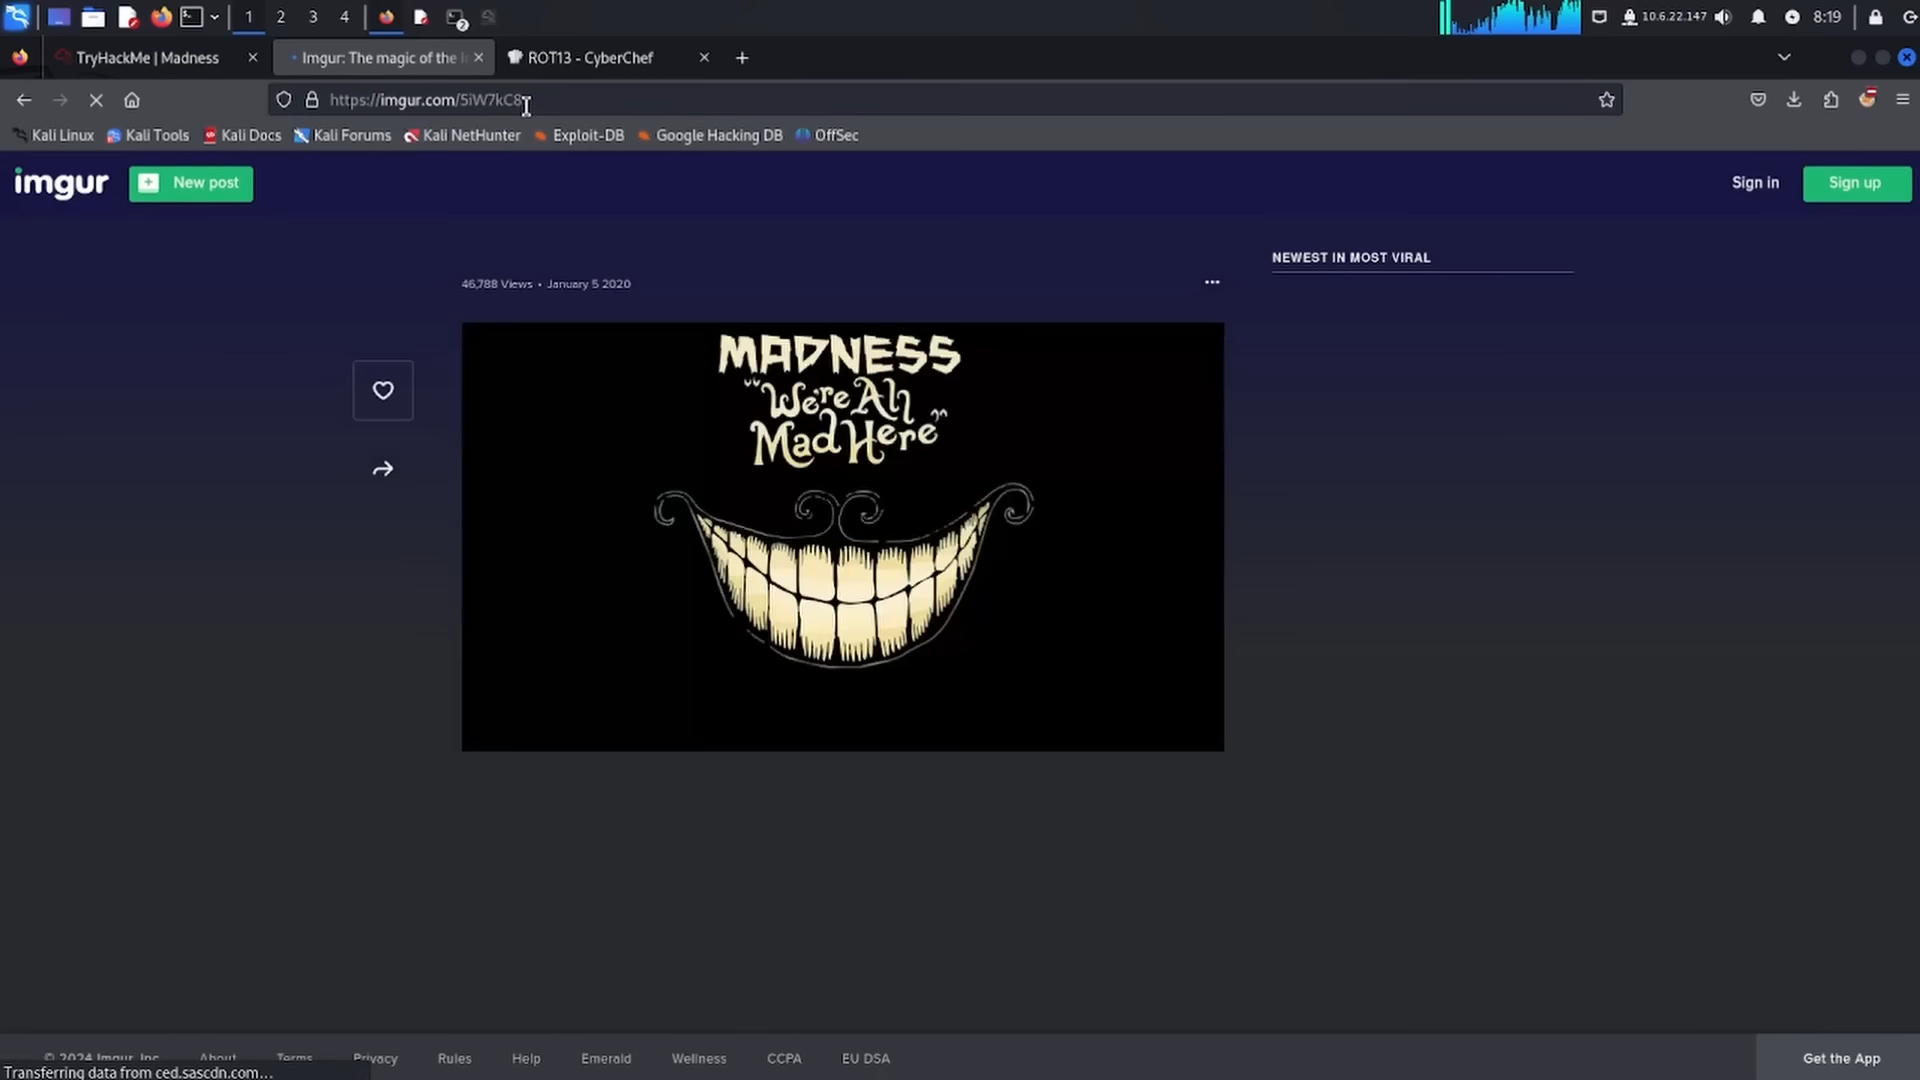 1 2 3 4 2 10.6.22.147 8:19
TryHackMe | Madness Imgur: The magic of the I ROT13 - CyberChef
https://imgur.com/5iW7kC8
Kali Linux Kali Tools Kali Docs Kali Forums Kali NetHunter Exploit-DB Google Hacking DB OffSec
imgur New post Sign in Sign up
NEWEST IN MOST VIRAL
46,788 Views • January 5 2020
MADNESS
"We're All
Mad Here"
© 2024 Imgur, Inc About Terms Privacy Rules Help Emerald Wellness CCPA EU DSA Get the App
Transferring data from ced.sascdn.com...